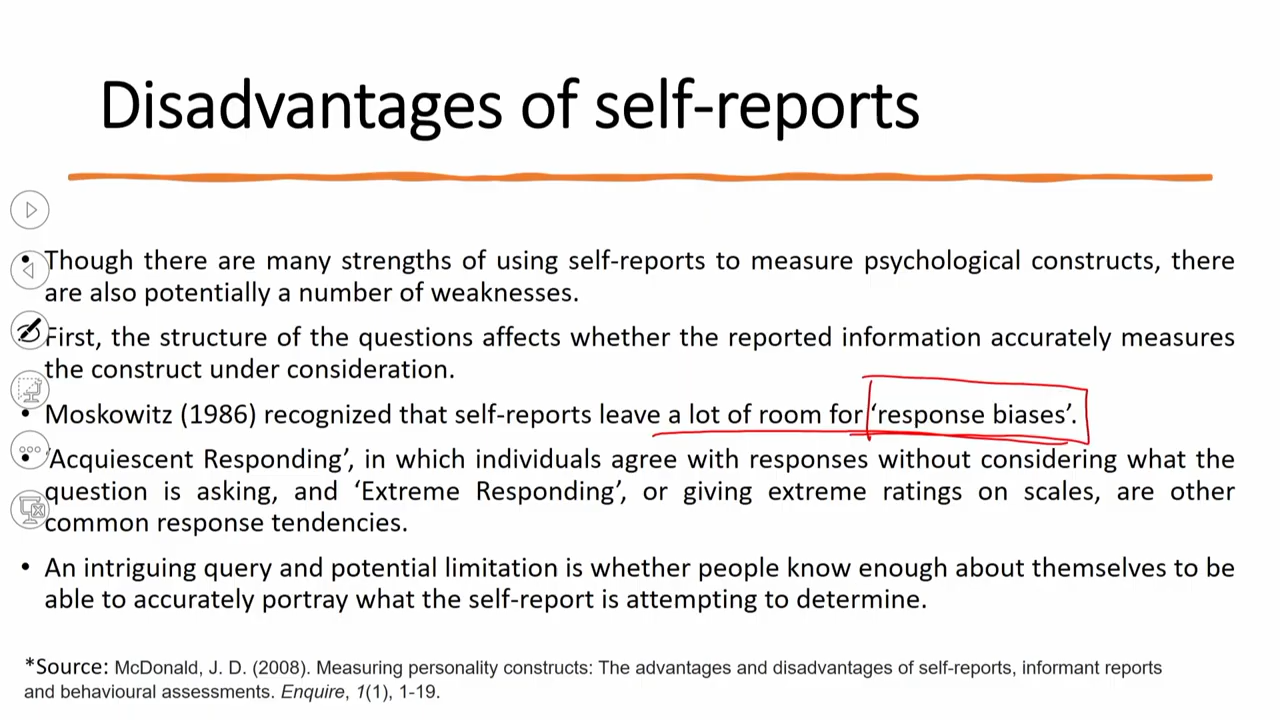 Disadvantages of self-reports
• Though there are many strengths of using self-reports to measure psychological constructs, there
are also potentially a number of weaknesses.
First, the structure of the questions affects whether the reported information accurately measures
the construct under consideration.
• Moskowitz (1986) recognized that self-reports leave a lot of room for ‘response biases’.
• ‘Acquiescent Responding’, in which individuals agree with responses without considering what the
question is asking, and ‘Extreme Responding’, or giving extreme ratings on scales, are other
common response tendencies.
• An intriguing query and potential limitation is whether people know enough about themselves to be
able to accurately portray what the self-report is attempting to determine.
*Source: McDonald, J. D. (2008). Measuring personality constructs: The advantages and disadvantages of self-reports, informant reports
and behavioural assessments. Enquire, 1(1), 1-19.